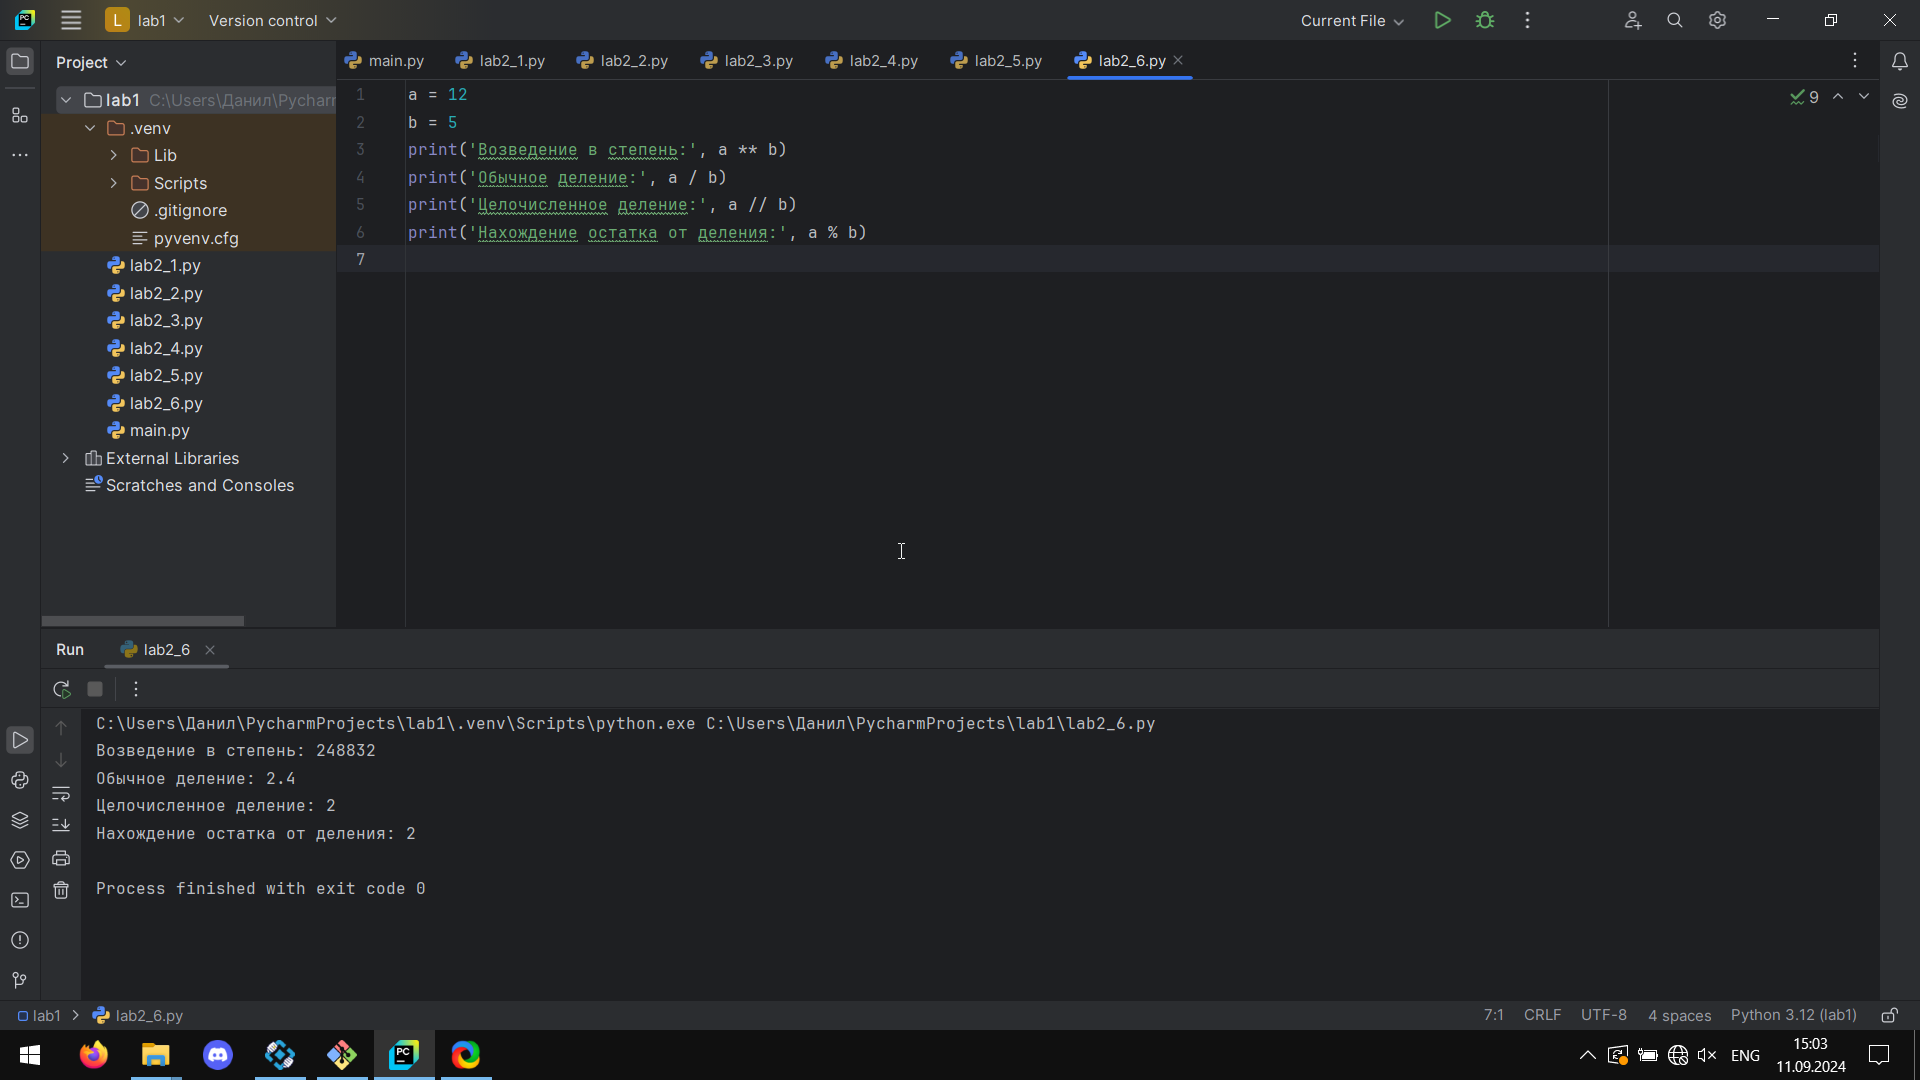 L lab1 Version control Current File
Project main.py lab2_1.py lab2_2.py lab2_3.py lab2_4.py lab2_5.py lab2_6.py
lab1 C:\Users\Данил\Pychar
.venv
Lib
Scripts
.gitignore
pyvenv.cfg
lab2_1.py
lab2_2.py
lab2_3.py
lab2_4.py
lab2_5.py
lab2_6.py
main.py
External Libraries
Scratches and Consoles
1 a = 12
2 b = 5
3 print('Возведение в степень:', a ** b)
4 print('Обычное деление:', a / b)
5 print('Целочисленное деление:', a // b)
6 print('Нахождение остатка от деления:', a % b)
7
9
Run lab2_6
C:\Users\Данил\PycharmProjects\lab1\.venv\Scripts\python.exe C:\Users\Данил\PycharmProjects\lab1\lab2_6.py
Возведение в степень: 248832
Обычное деление: 2.4
Целочисленное деление: 2
Нахождение остатка от деления: 2
Process finished with exit code 0
lab1 lab2_6.py 7:1 CRLF UTF-8 4 spaces Python 3.12 (lab1)
PC
ENG
15:03
11.09.2024